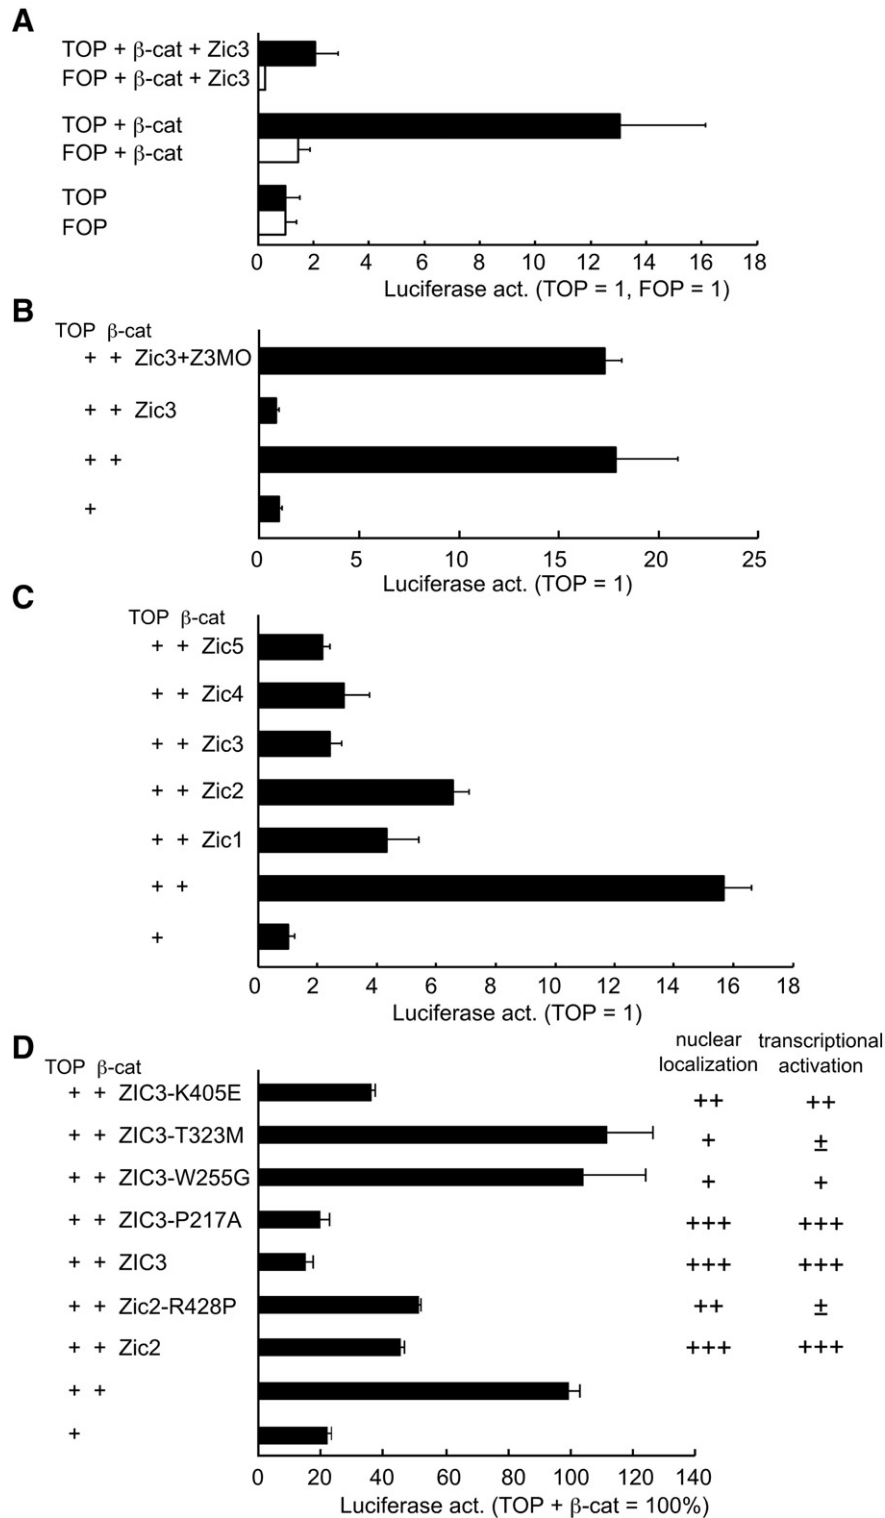 A
TOP + β-cat + Zic3
FOP + β-cat + Zic3
TOP + β-cat
FOP + β-cat
TOP
FOP
0 2 4 6 8 10 12 14 16 18
Luciferase act. (TOP = 1, FOP = 1)
B
TOP β-cat
+ + Zic3+Z3MO
+ + Zic3
+ +
+
0 5 10 15 20 25
Luciferase act. (TOP = 1)
C
TOP β-cat
+ + Zic5
+ + Zic4
+ + Zic3
+ + Zic2
+ + Zic1
+ +
+
0 2 4 6 8 10 12 14 16 18
Luciferase act. (TOP = 1)
D
nuclear localization
transcriptional activation
TOP β-cat
+ + ZIC3-K405E ++ ++
+ + ZIC3-T323M + ±
+ + ZIC3-W255G + +
+ + ZIC3-P217A +++ +++
+ + ZIC3 +++ +++
+ + Zic2-R428P ++ ±
+ + Zic2 +++ +++
+ +
+
0 20 40 60 80 100 120 140
Luciferase act. (TOP + β-cat = 100%)